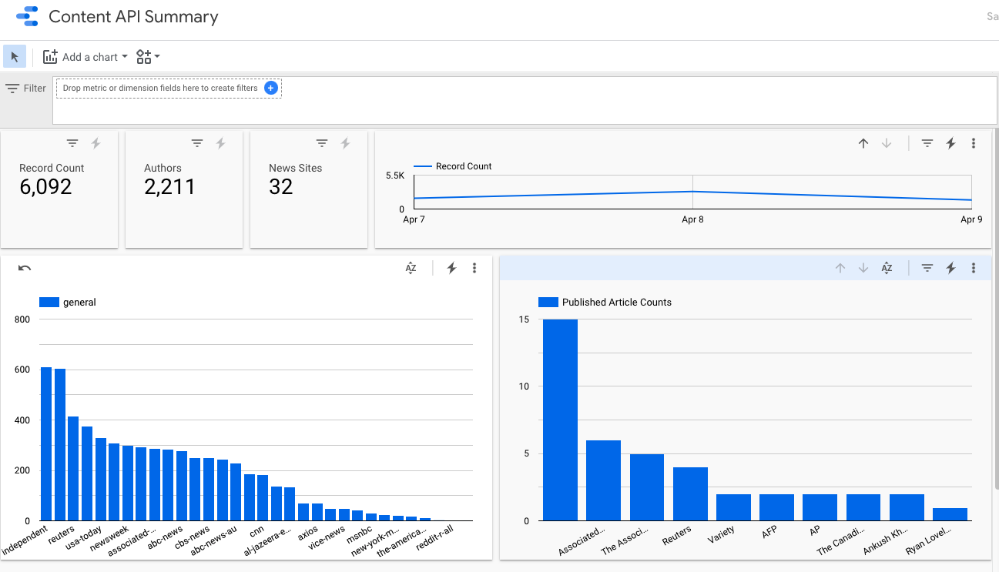 Content API Summary
Sa
Add a chart
Filter
Drop metric or dimension fields here to create filters
Record Count
6,092
Authors
2,211
News Sites
32
Record Count
5.5K
0
Apr 7
Apr 8
Apr 9
AZ
general
800
600
400
200
0
independent
reuters
usa-today
newsweek
associated-...
abc-news
cbs-news
abc-news-au
cnn
al-jazeera-e...
axios
vice-news
msnbc
new-york-m...
the-america...
reddit-r-all
AZ
Published Article Counts
15
10
5
0
Associated...
The Associ...
Reuters
Variety
AFP
AP
The Canadi...
Ankush Kh...
Ryan Lovel...